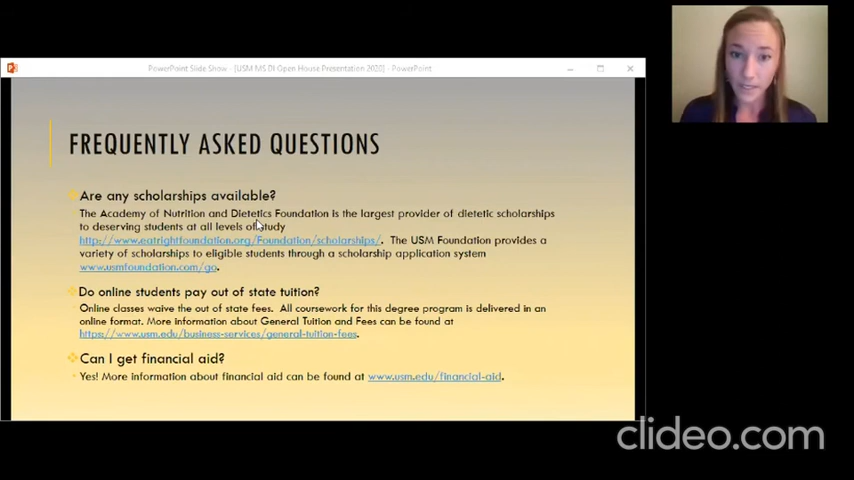 PowerPoint Slide Show - [USM MS DI Open House Presentation 2020] - PowerPoint
FREQUENTLY ASKED QUESTIONS
Are any scholarships available?
The Academy of Nutrition and Dietetics Foundation is the largest provider of dietetic scholarships
to deserving students at all levels of study
http://www.eatrightfoundation.org/Foundation/scholarships/. The USM Foundation provides a
variety of scholarships to eligible students through a scholarship application system
www.usmfoundation.com/go.
Do online students pay out of state tuition?
Online classes waive the out of state fees. All coursework for this degree program is delivered in an
online format. More information about General Tuition and Fees can be found at
https://www.usm.edu/business-services/general-tuition-fees.
Can I get financial aid?
Yes! More information about financial aid can be found at www.usm.edu/financial-aid.
clideo.com